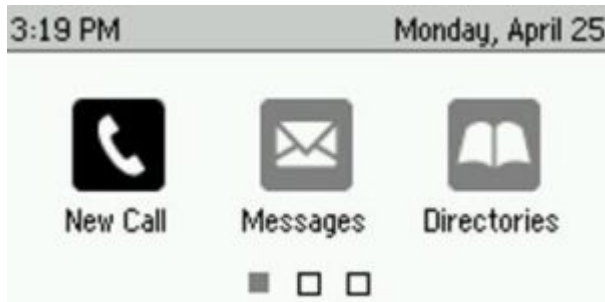 3:19 PM Monday, April 25
New Call Messages Directories